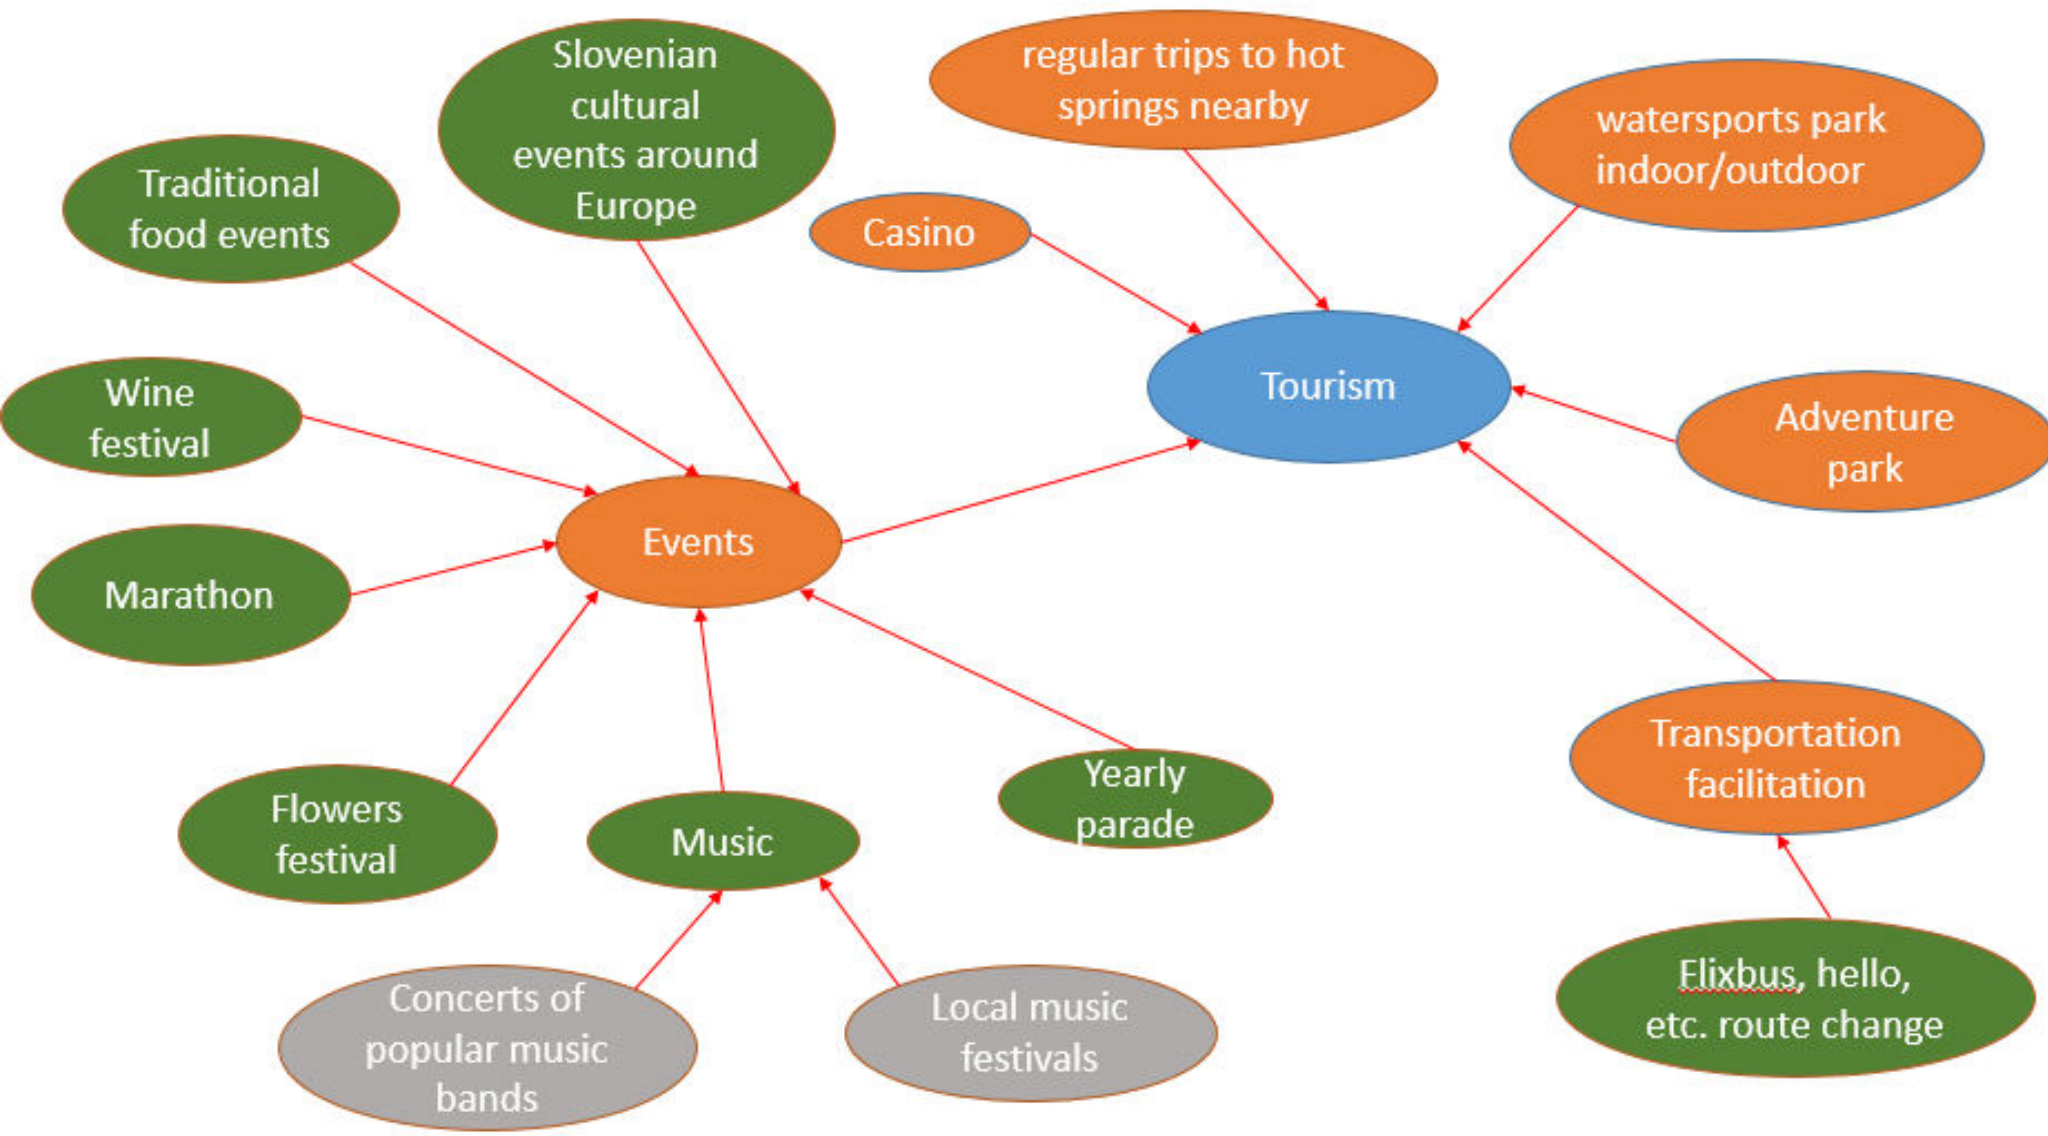 Slovenian
cultural
events around
Europe
regular trips to hot
springs nearby
watersports park
indoor/outdoor
Traditional
food events
Casino
Tourism
Wine
festival
Adventure
park
Events
Marathon
Transportation
facilitation
Yearly
parade
Flowers
festival
Music
Flixbus, hello,
etc. route change
Concerts of
popular music
bands
Local music
festivals